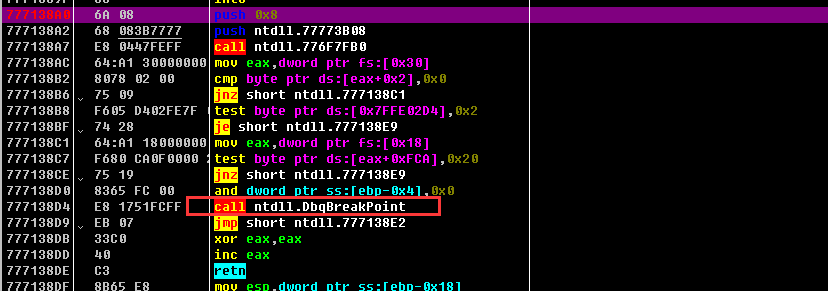 777138A0 6A 08 push 0x8
777138A2 68 083B7777 push ntdll.77773B08
777138A7 E8 0447FEFF call ntdll.776F7FB0
777138AC 64:A1 30000000 mov eax,dword ptr fs:[0x30]
777138B2 8078 02 00 cmp byte ptr ds:[eax+0x2],0x0
777138B6 75 09 jnz short ntdll.777138C1
777138B8 F605 D402FE7F test byte ptr ds:[0x7FFE02D4],0x2
777138BF 74 28 je short ntdll.777138E9
777138C1 64:A1 18000000 mov eax,dword ptr fs:[0x18]
777138C7 F680 CA0F0000 2 test byte ptr ds:[eax+0xFCA],0x20
777138CE 75 19 jnz short ntdll.777138E9
777138D0 8365 FC 00 and dword ptr ss:[ebp-0x4],0x0
777138D4 E8 1751FCFF call ntdll.DbgBreakPoint
777138D9 EB 07 jmp short ntdll.777138E2
777138DB 33C0 xor eax,eax
777138DD 40 inc eax
777138DE C3 retn
777138DF 8B65 E8 mov esp,dword ptr ss:[ebp-0x18]